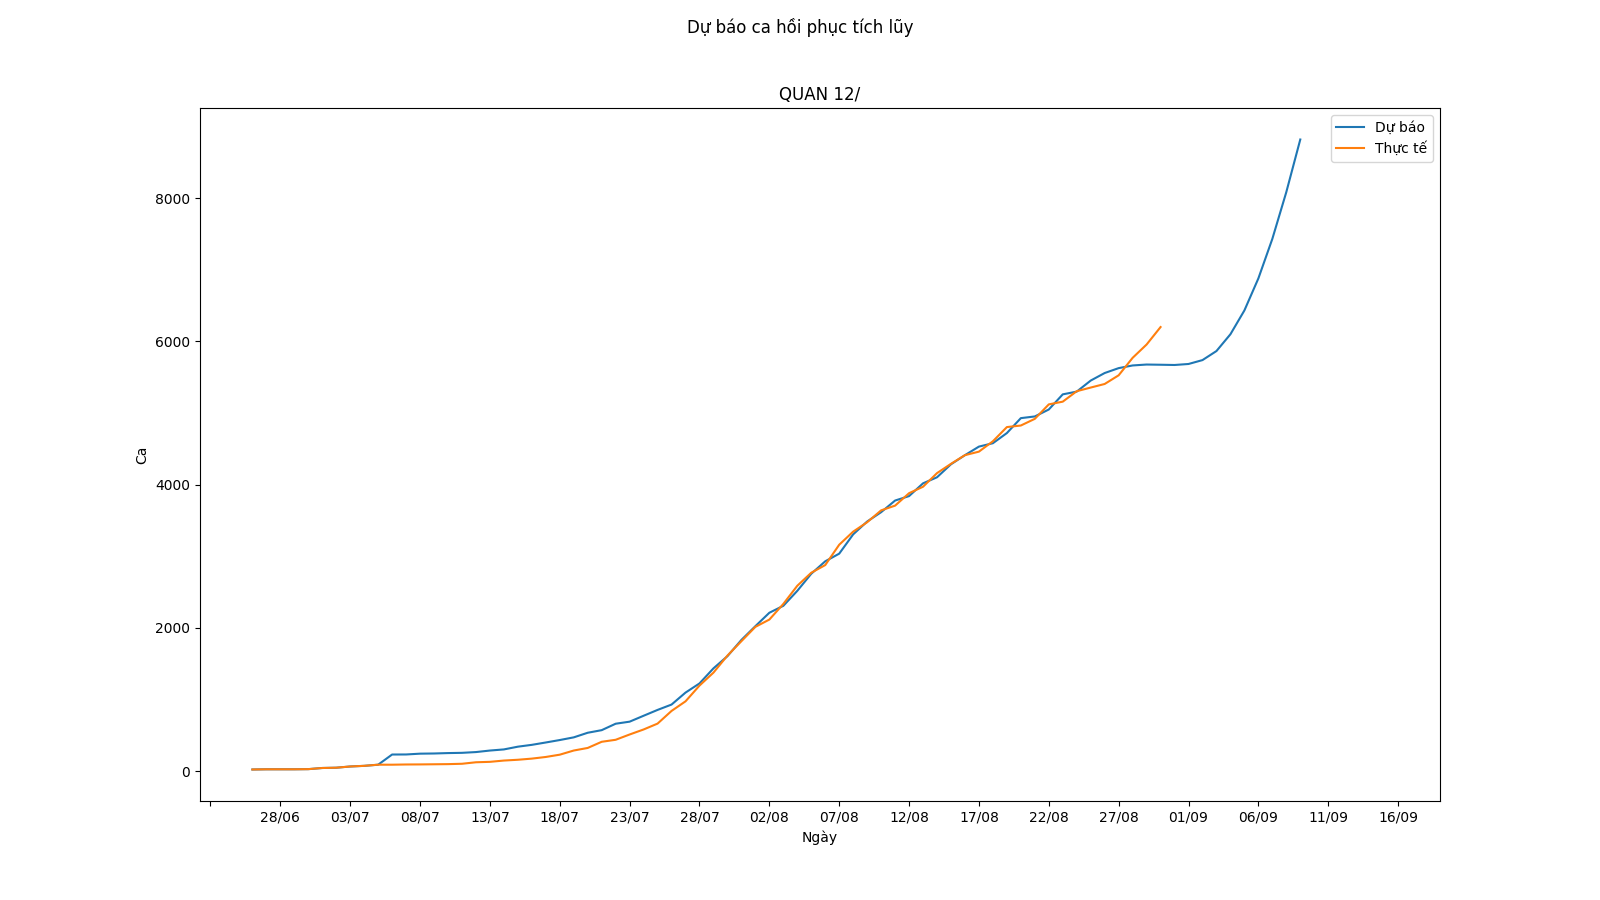 Dự báo ca hồi phục tích lũy
QUAN 12/
Dự báo
Thực tế
8000
6000
4000
2000
0
Ca
28/06 03/07 08/07 13/07 18/07 23/07 28/07 02/08 07/08 12/08 17/08 22/08 27/08 01/09 06/09 11/09 16/09
Ngày